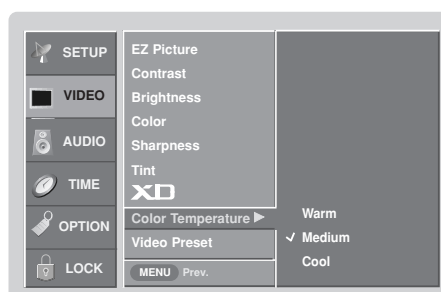 SETUP
VIDEO
AUDIO
TIME
OPTION
LOCK
EZ Picture
Contrast
Brightness
Color
Sharpness
Tint
XD
Color Temperature ▶
Video Preset
MENU Prev.
Warm
✓ Medium
Cool